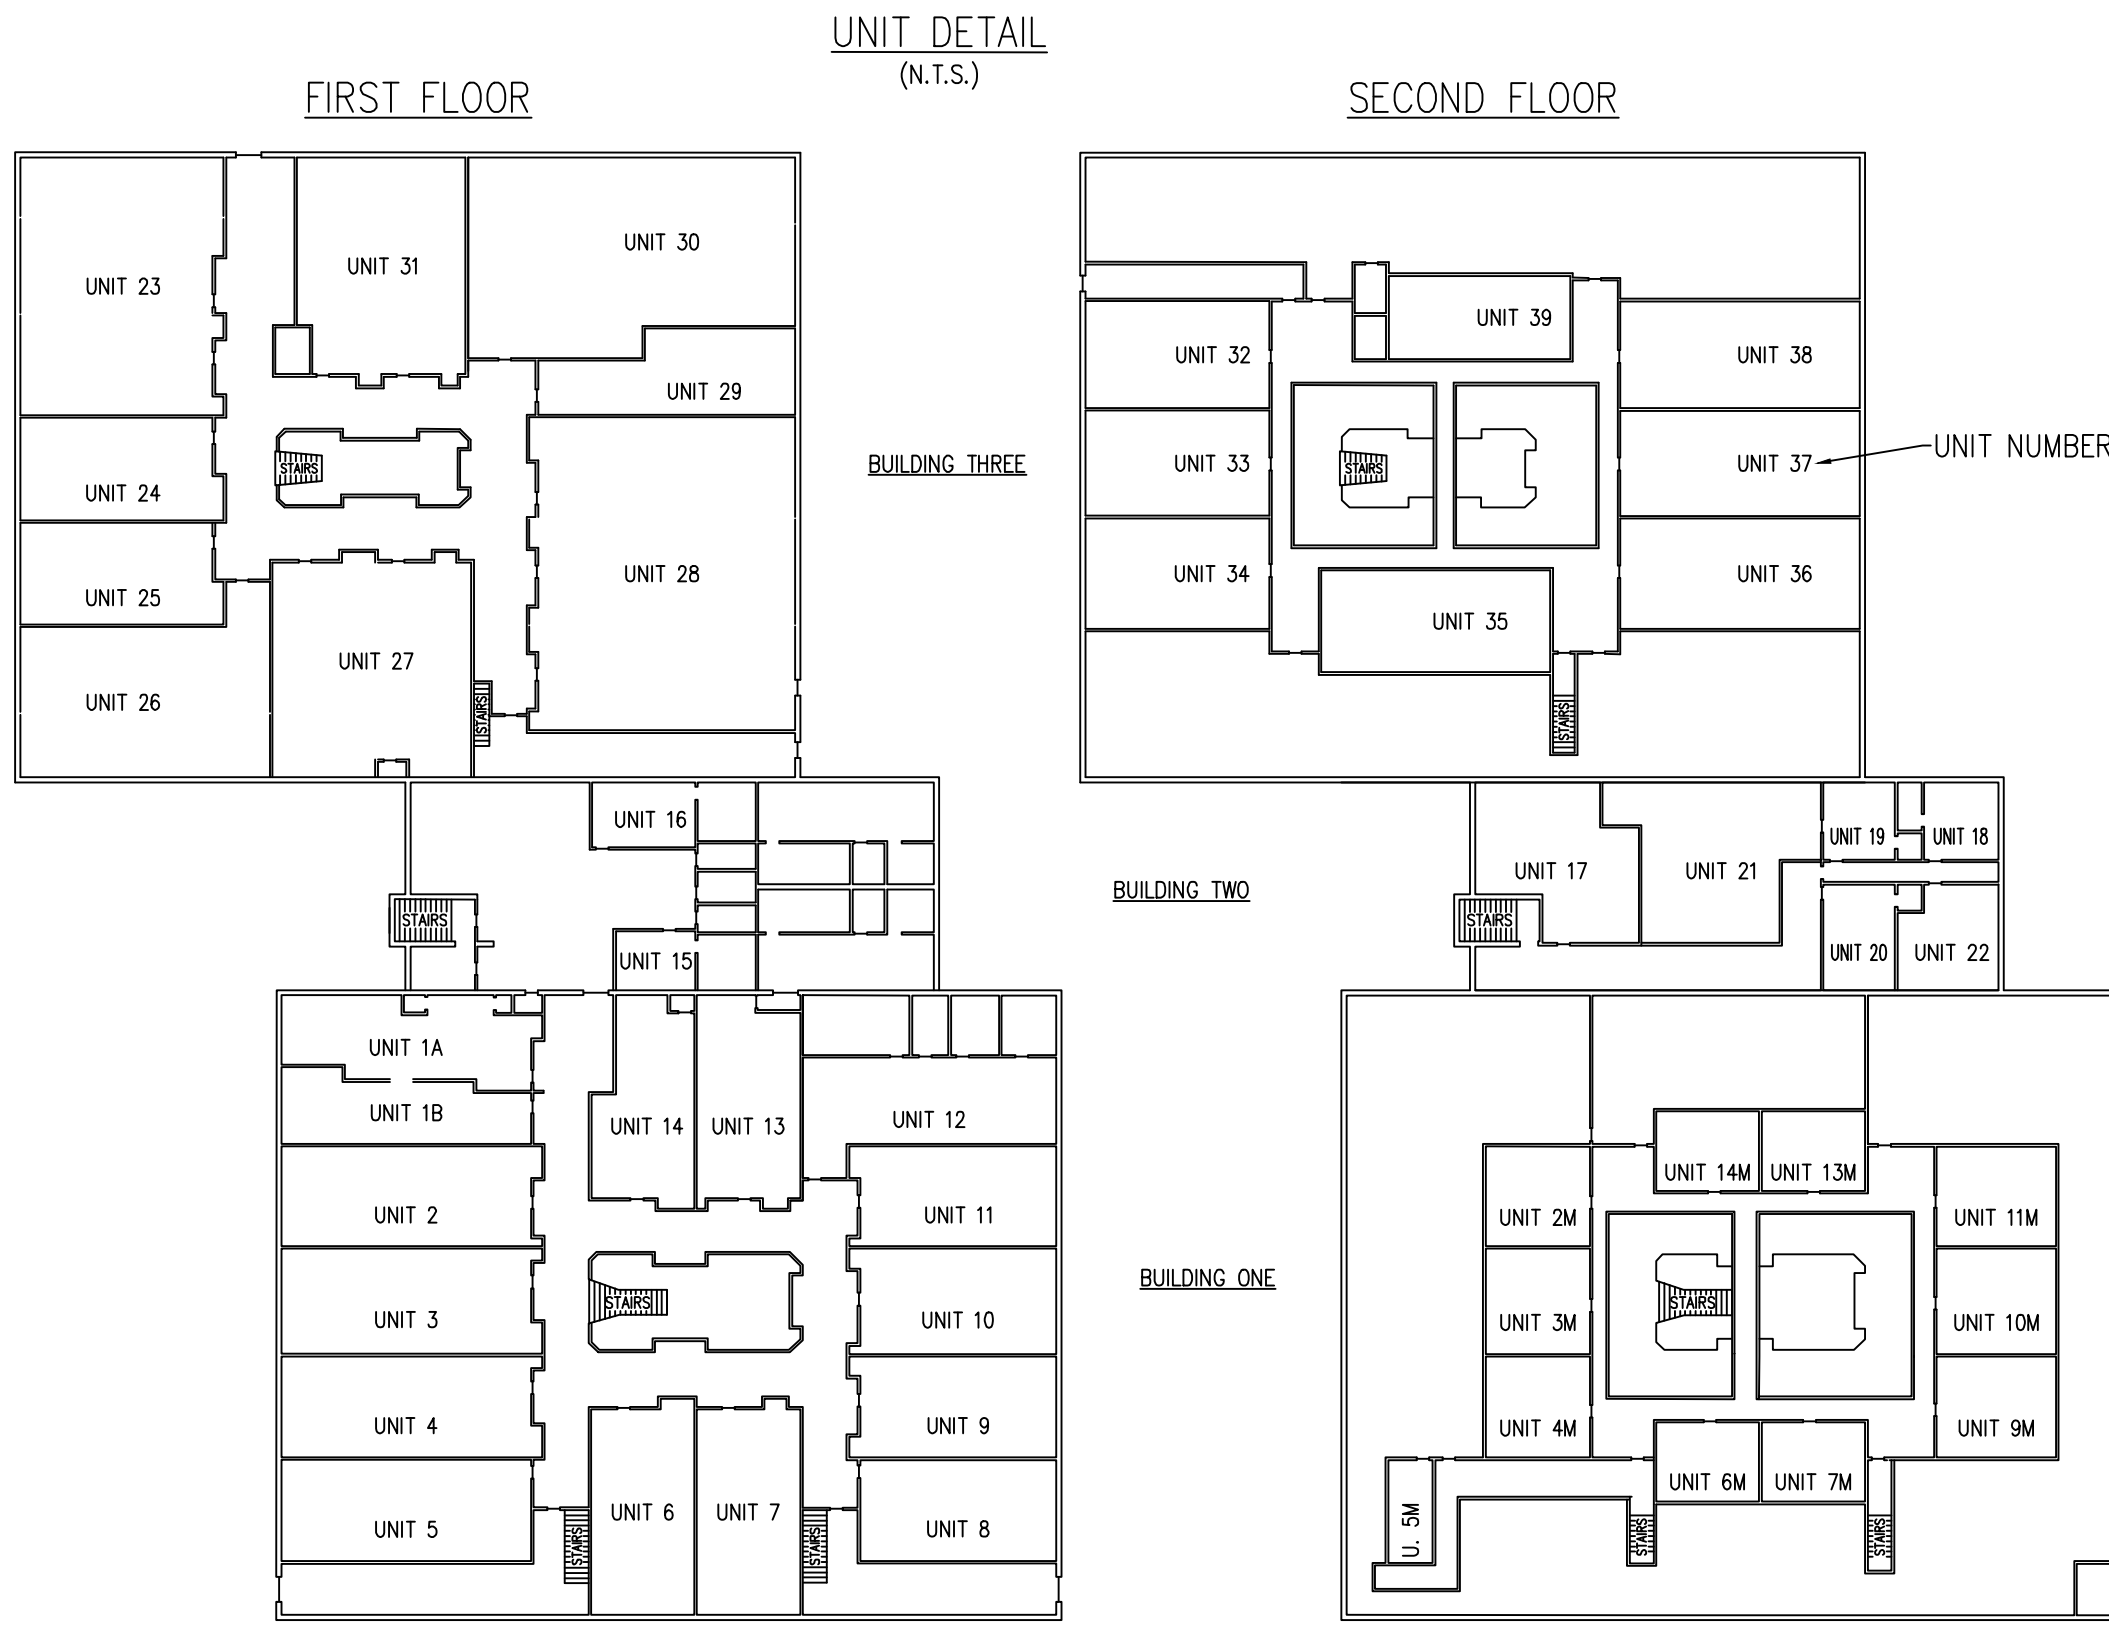 UNIT DETAIL
(N.T.S.)
FIRST FLOOR
SECOND FLOOR
UNIT 23
UNIT 31
UNIT 30
UNIT 29
UNIT 24
STAIRS
UNIT 28
UNIT 25
UNIT 27
UNIT 26
STAIRS
BUILDING THREE
UNIT 39
UNIT 32
UNIT 38
UNIT 33
STAIRS
UNIT 37
UNIT NUMBER
UNIT 34
UNIT 36
UNIT 35
STAIRS
UNIT 16
STAIRS
UNIT 15
BUILDING TWO
UNIT 19
UNIT 18
UNIT 17
UNIT 21
STAIRS
UNIT 20
UNIT 22
UNIT 1A
UNIT 1B
UNIT 14
UNIT 13
UNIT 12
UNIT 2
UNIT 11
UNIT 3
STAIRS
UNIT 10
UNIT 4
UNIT 9
UNIT 5
STAIRS
UNIT 6
UNIT 7
STAIRS
UNIT 8
BUILDING ONE
UNIT 14M
UNIT 13M
UNIT 2M
UNIT 11M
UNIT 3M
STAIRS
UNIT 10M
UNIT 4M
UNIT 9M
UNIT 6M
UNIT 7M
U. 5M
STAIRS
STAIRS